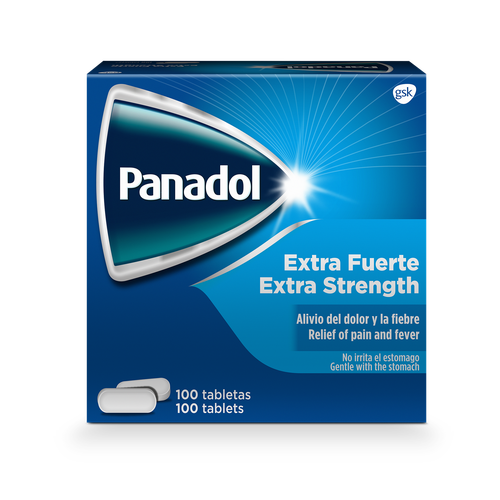 Panadol
gsk
Panadol
Extra Fuerte
Extra Strength
Alivio del dolor y la fiebre
Relief of pain and fever
No irrita el estomago
Gentle with the stomach
100 tabletas
100 tablets